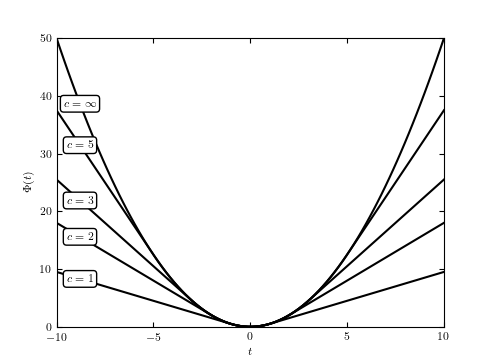 50
40
30
20
10
0
Φ(t)
c = ∞
c = 5
c = 3
c = 2
c = 1
−10 −5 0 5 10
t